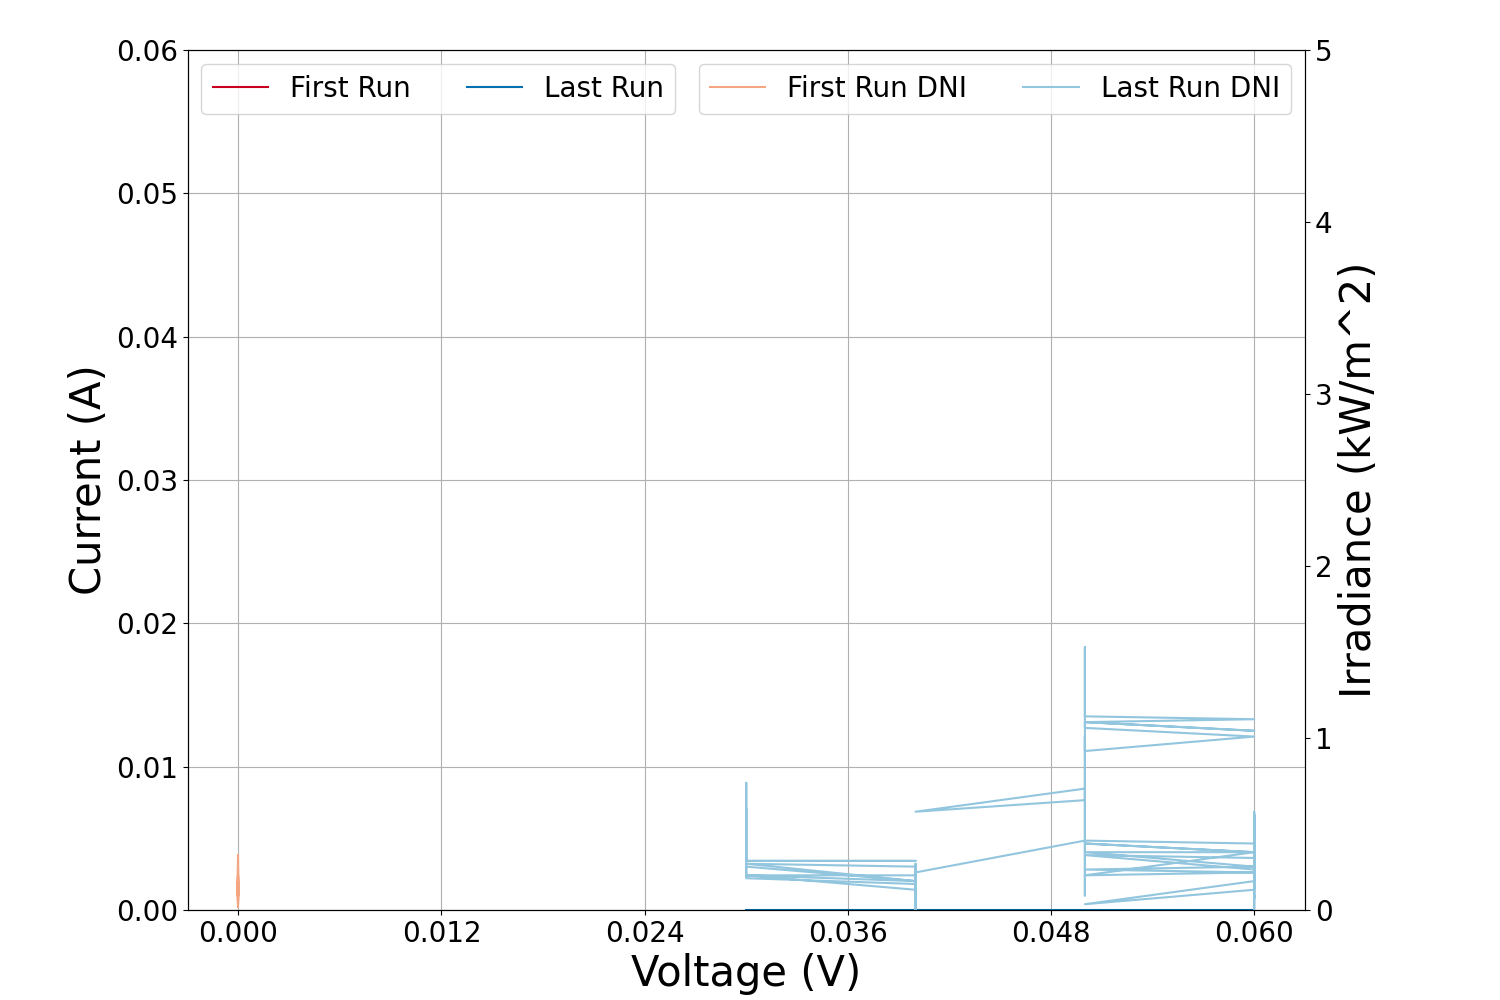 First Run
Last Run
First Run DNI
Last Run DNI
0.06
0.05
0.04
0.03
0.02
0.01
0.00
Current (A)
5
4
3
2
1
0
Irradiance (kW/m^2)
0.000 0.012 0.024 0.036 0.048 0.060
Voltage (V)